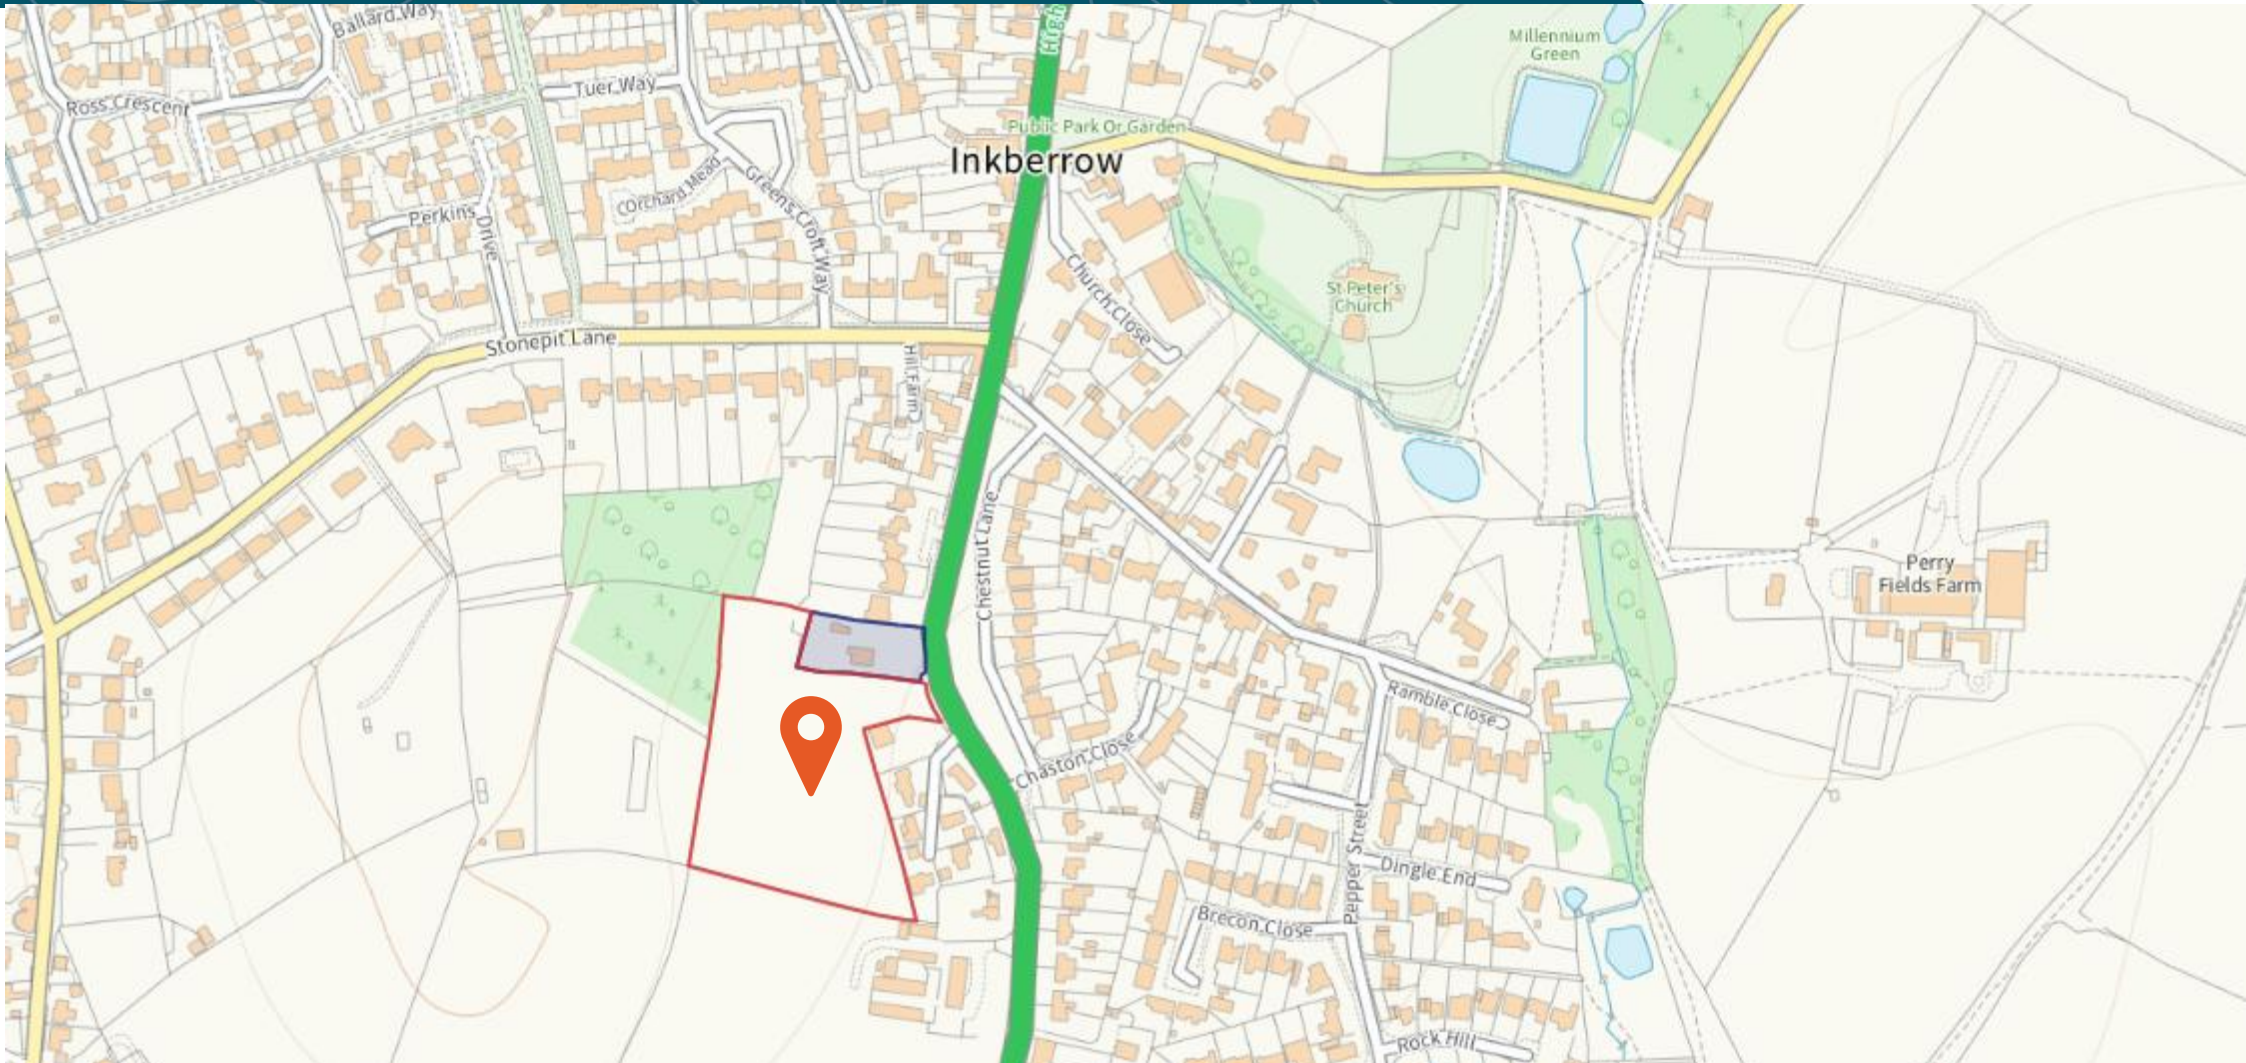 Ballard Way
High
Millennium
Green
Ross Crescent
Tuer Way
Public Park Or Garden
Inkberrow
Orchard Mead
Greens Croft Way
Perkins
Drive
Church Close
St Peter's
Church
Stonepit Lane
Hill Farm
Chestnut Lane
Perry
Fields Farm
Ramble Close
Chaston Close
Pepper Street
Dingle End
Brecon Close
Rock Hill